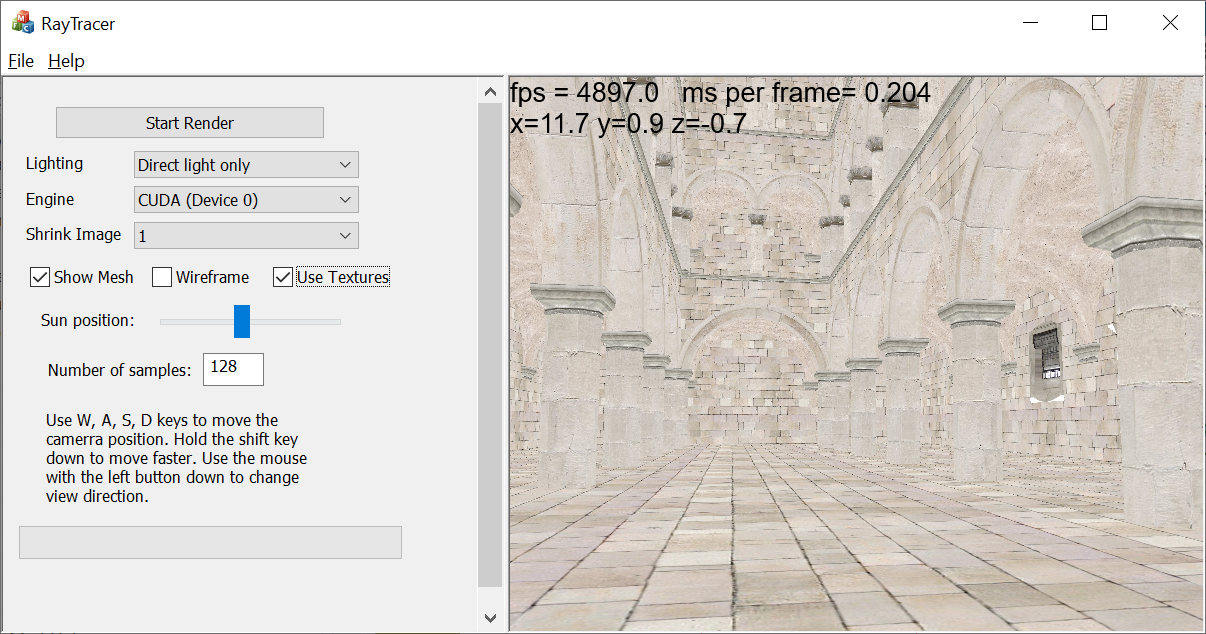 RayTracer
File Help
Start Render
Lighting Direct light only
Engine CUDA (Device 0)
Shrink Image 1
Show Mesh Wireframe Use Textures
Sun position:
Number of samples: 128
Use W, A, S, D keys to move the
camerra position. Hold the shift key
down to move faster. Use the mouse
with the left button down to change
view direction.
fps = 4897.0 ms per frame= 0.204
x=11.7 y=0.9 z=-0.7